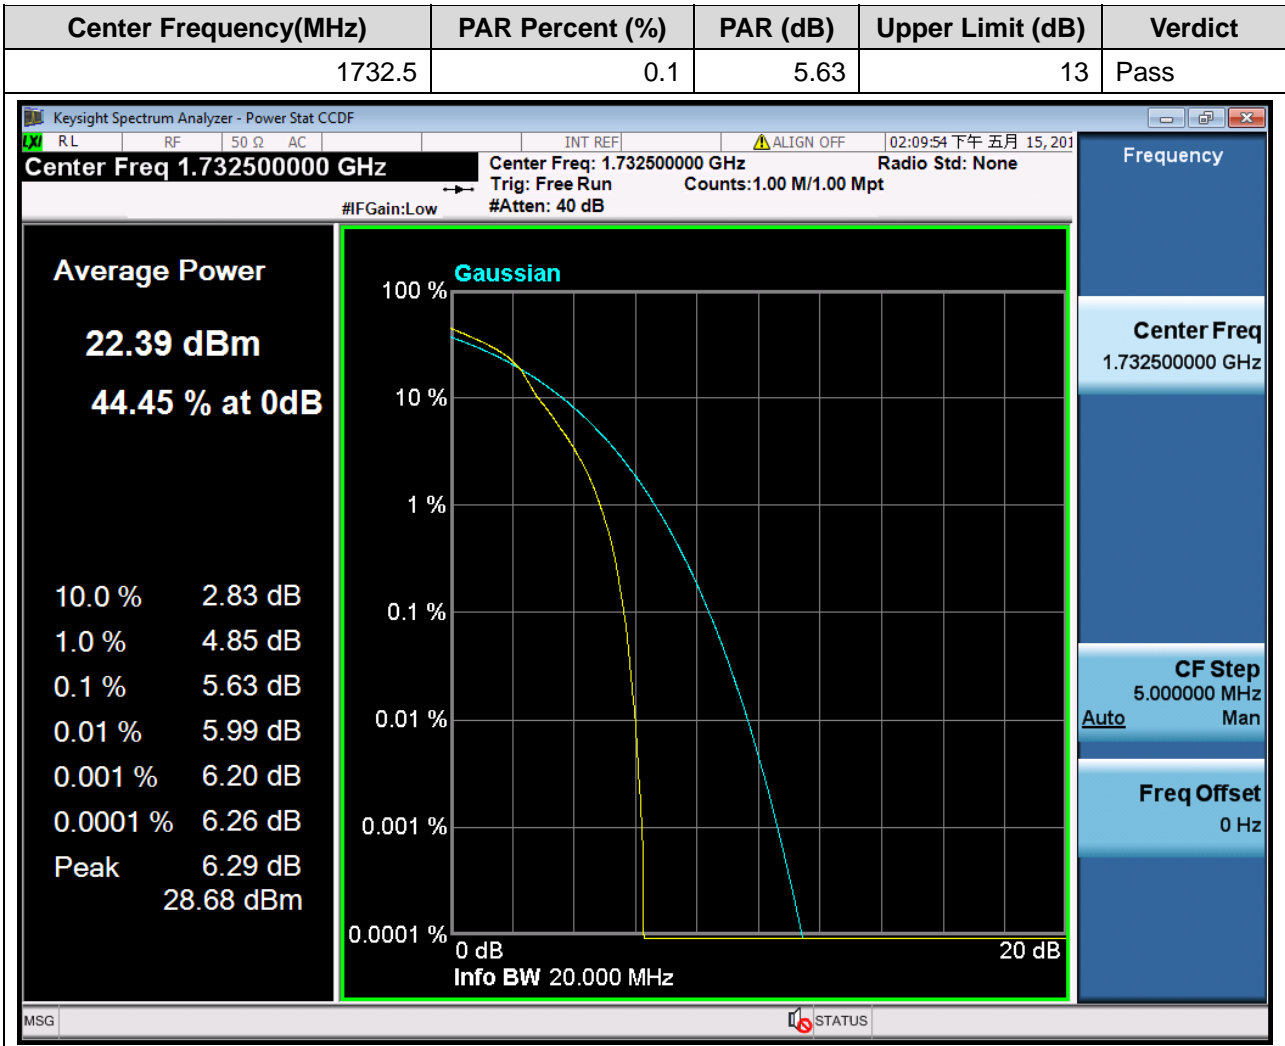 Center Frequency(MHz) PAR Percent (%) PAR (dB) Upper Limit (dB) Verdict
1732.5 0.1 5.63 13 Pass
Keysight Spectrum Analyzer - Power Stat CCDF
LXI RL RF 50 Ω AC INT REF ALIGN OFF 02:09:54 下午 五月 15, 201
Center Freq 1.732500000 GHz
Center Freq: 1.732500000 GHz Radio Std: None
Trig: Free Run Counts:1.00 M/1.00 Mpt
#IFGain:Low #Atten: 40 dB
Average Power
22.39 dBm
44.45 % at 0dB
10.0 % 2.83 dB
1.0 % 4.85 dB
0.1 % 5.63 dB
0.01 % 5.99 dB
0.001 % 6.20 dB
0.0001 % 6.26 dB
Peak 6.29 dB
28.68 dBm
Gaussian
100 %
10 %
1 %
0.1 %
0.01 %
0.001 %
0.0001 %
0 dB 20 dB
Info BW 20.000 MHz
Frequency
Center Freq
1.732500000 GHz
CF Step
5.000000 MHz
Auto Man
Freq Offset
0 Hz
MSG STATUS